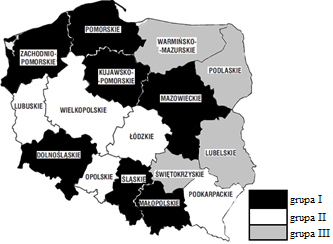 POMORSKIE
WARMIŃSKO-
MAZURSKIE
ZACHODNIO-
POMORSKIE
PODLASKIE
KUJAWSKO-
POMORSKIE
MAZOWIECKIE
LUBUSKIE
WIELKOPOLSKIE
ŁÓDZKIE
LUBELSKIE
DOLNOŚLĄSKIE
OPOLSKIE
ŚLĄSKIE
ŚWIĘTOKRZYSKIE
PODKARPACKIE
MAŁOPOLSKIE
grupa I
grupa II
grupa III